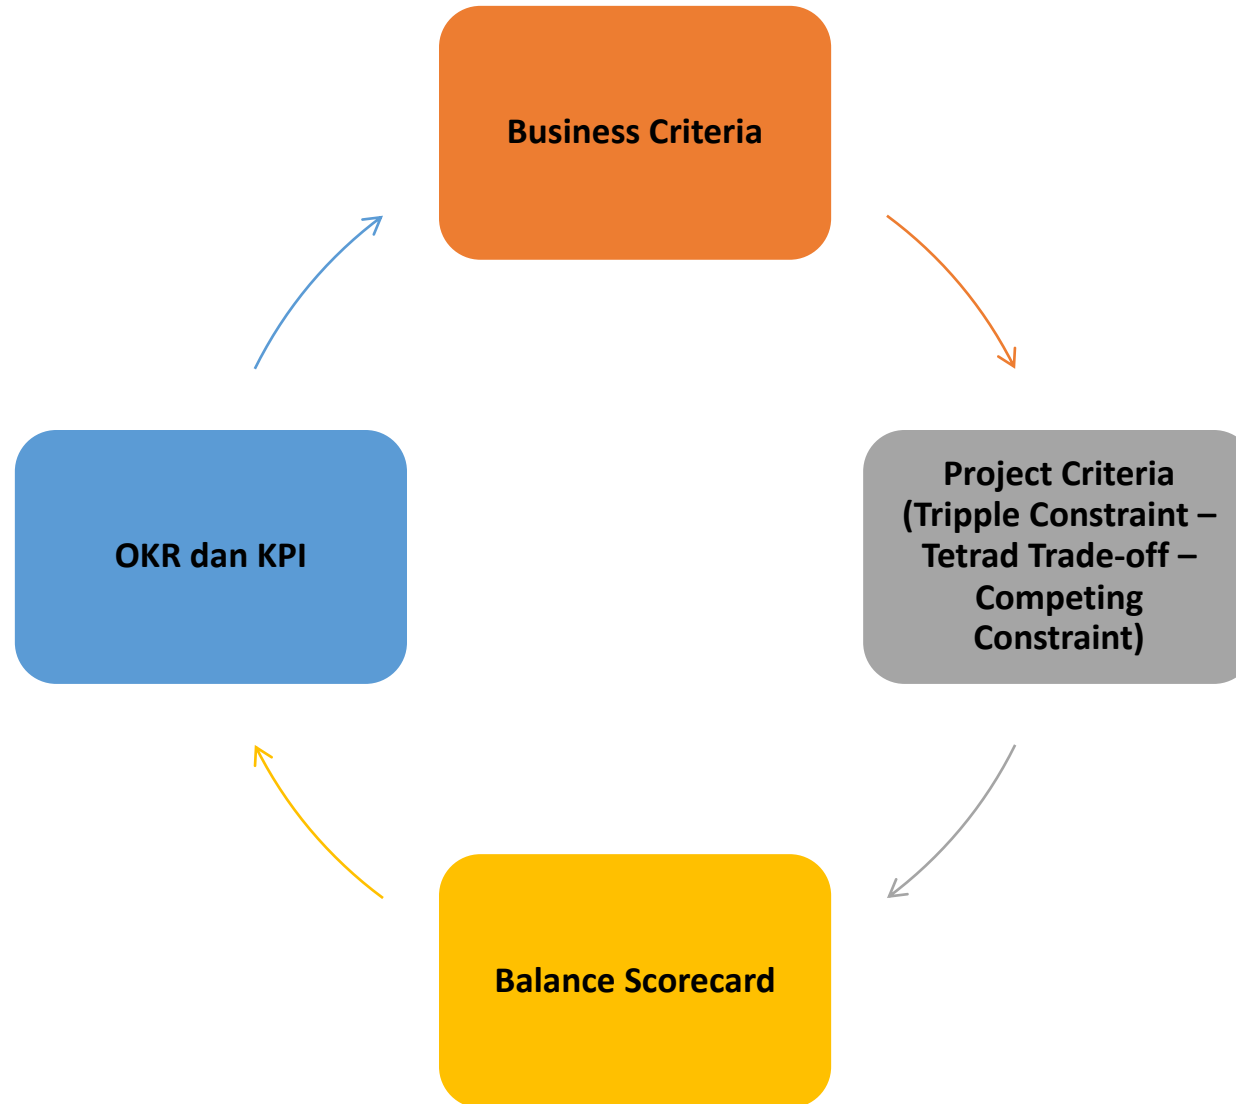 Business Criteria
Project Criteria
(Tripple Constraint –
Tetrad Trade-off –
Competing
Constraint)
Balance Scorecard
OKR dan KPI